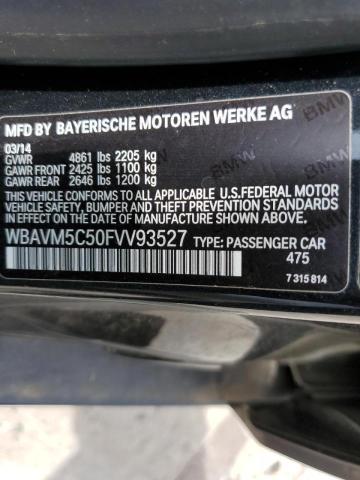 MFD BY BAYERISCHE MOTOREN WERKE AG
03/14
GVWR 4861 lbs 2205 kg
GAWR FRONT 2425 lbs 1100 kg
GAWR REAR 2646 lbs 1200 kg
THIS VEHICLE CONFORMS TO ALL APPLICABLE U.S.FEDERAL MOTOR
VEHICLE SAFETY, BUMPER, AND THEFT PREVENTION STANDARDS
IN EFFECT ON THE DATE OF MANUFACTURE SHOWN ABOVE.
WBAVM5C50FVV93527 TYPE: PASSENGER CAR
475
7 315 814